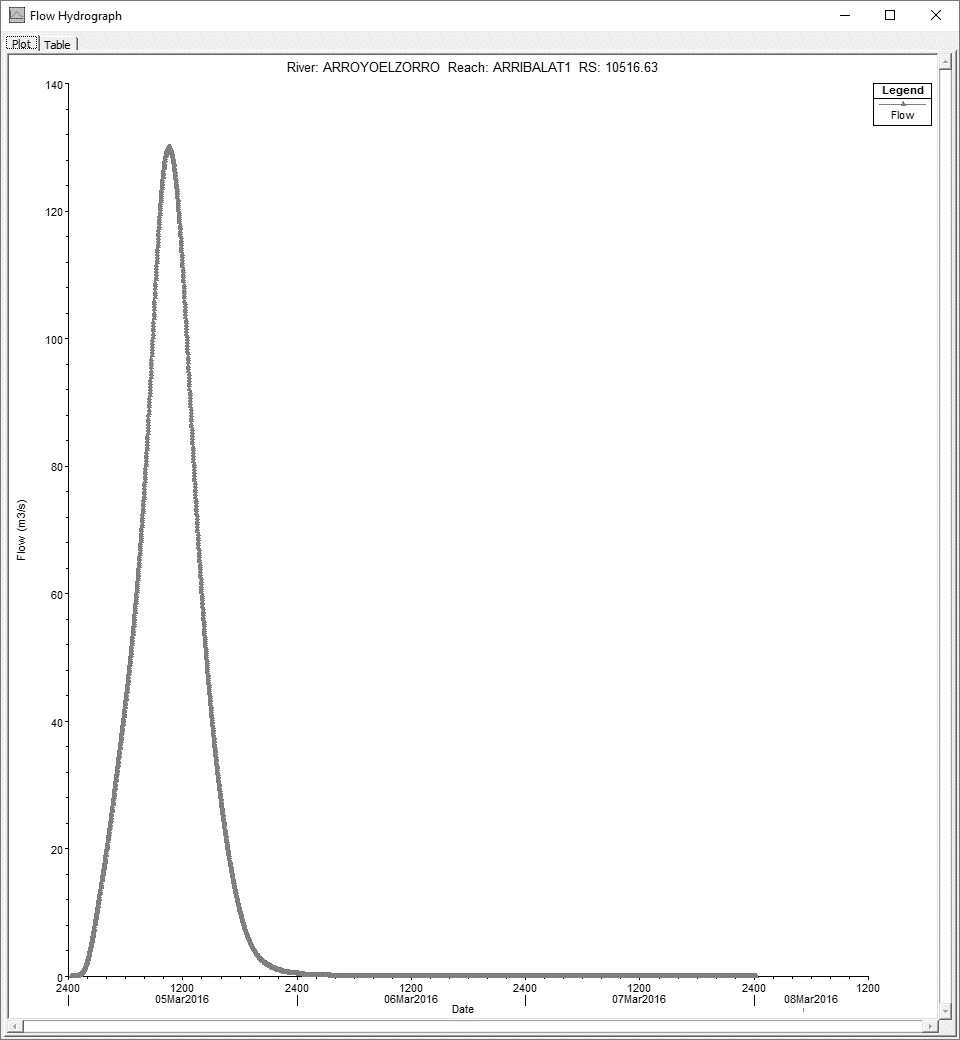 Flow Hydrograph
Plot Table
River: ARROYOELZORRO Reach: ARRIBALAT1 RS: 10516.63
Legend
Flow
140
120
100
80
60
40
20
0
Flow (m3/s)
2400 1200 2400 1200 2400 1200 2400 1200
05Mar2016 06Mar2016 07Mar2016 08Mar2016
Date